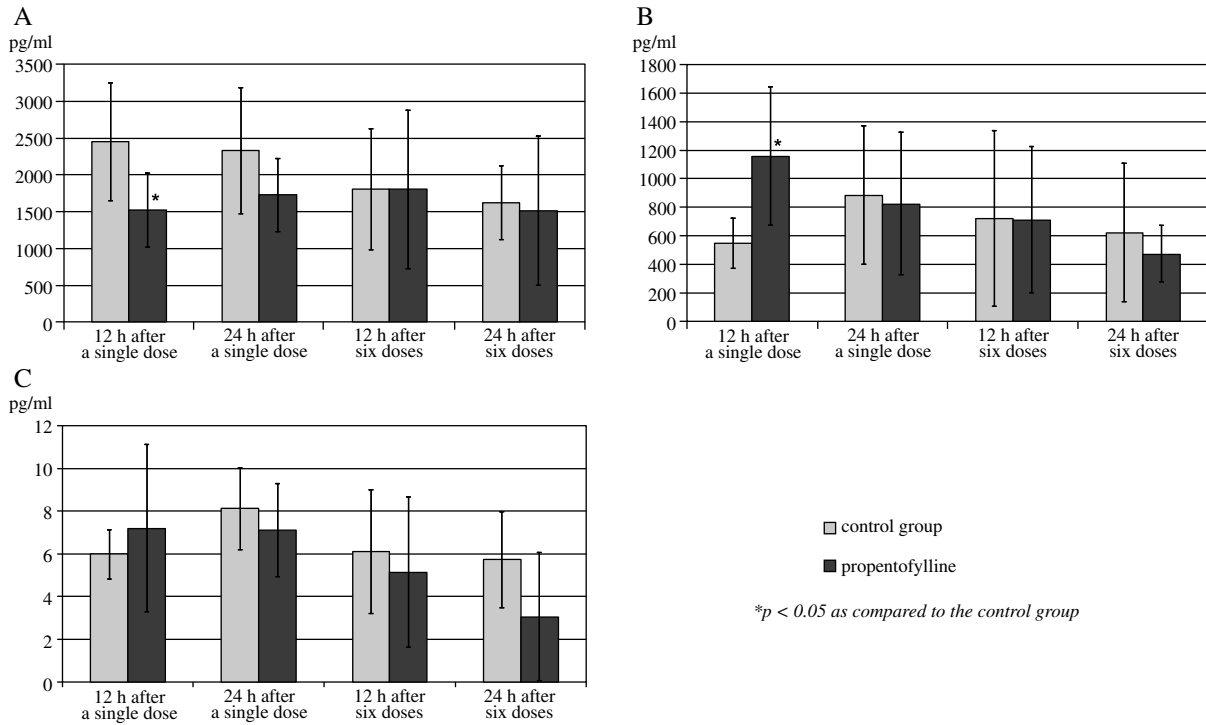 A
pg/ml
3500
3000
2500
2000
1500
1000
500
0
*
12 h after
a single dose
24 h after
a single dose
12 h after
six doses
24 h after
six doses
B
pg/ml
1800
1600
1400
1200
1000
800
600
400
200
0
*
12 h after
a single dose
24 h after
a single dose
12 h after
six doses
24 h after
six doses
C
pg/ml
12
10
8
6
4
2
0
12 h after
a single dose
24 h after
a single dose
12 h after
six doses
24 h after
six doses
control group
propentofylline
*p < 0.05 as compared to the control group